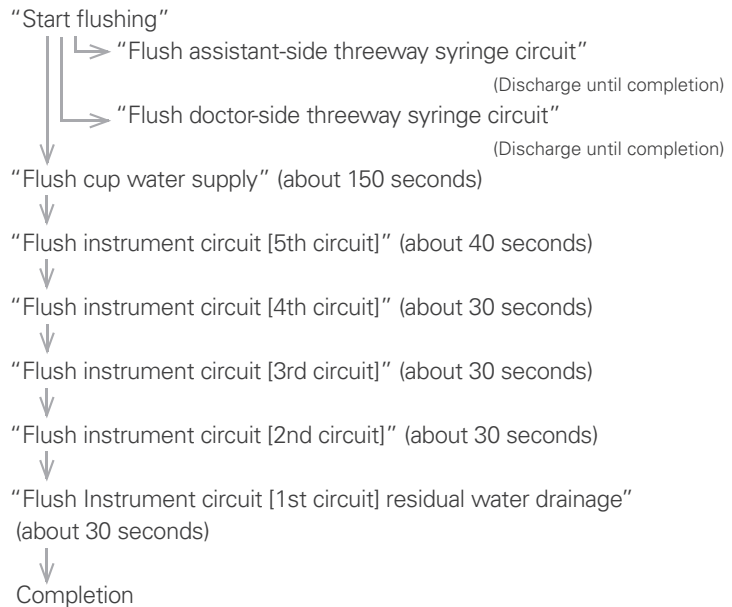 “Start flushing”
“Flush assistant-side threeway syringe circuit”
(Discharge until completion)
“Flush doctor-side threeway syringe circuit”
(Discharge until completion)
“Flush cup water supply” (about 150 seconds)
“Flush instrument circuit [5th circuit]” (about 40 seconds)
“Flush instrument circuit [4th circuit]” (about 30 seconds)
“Flush instrument circuit [3rd circuit]” (about 30 seconds)
“Flush instrument circuit [2nd circuit]” (about 30 seconds)
“Flush Instrument circuit [1st circuit] residual water drainage”
(about 30 seconds)
Completion